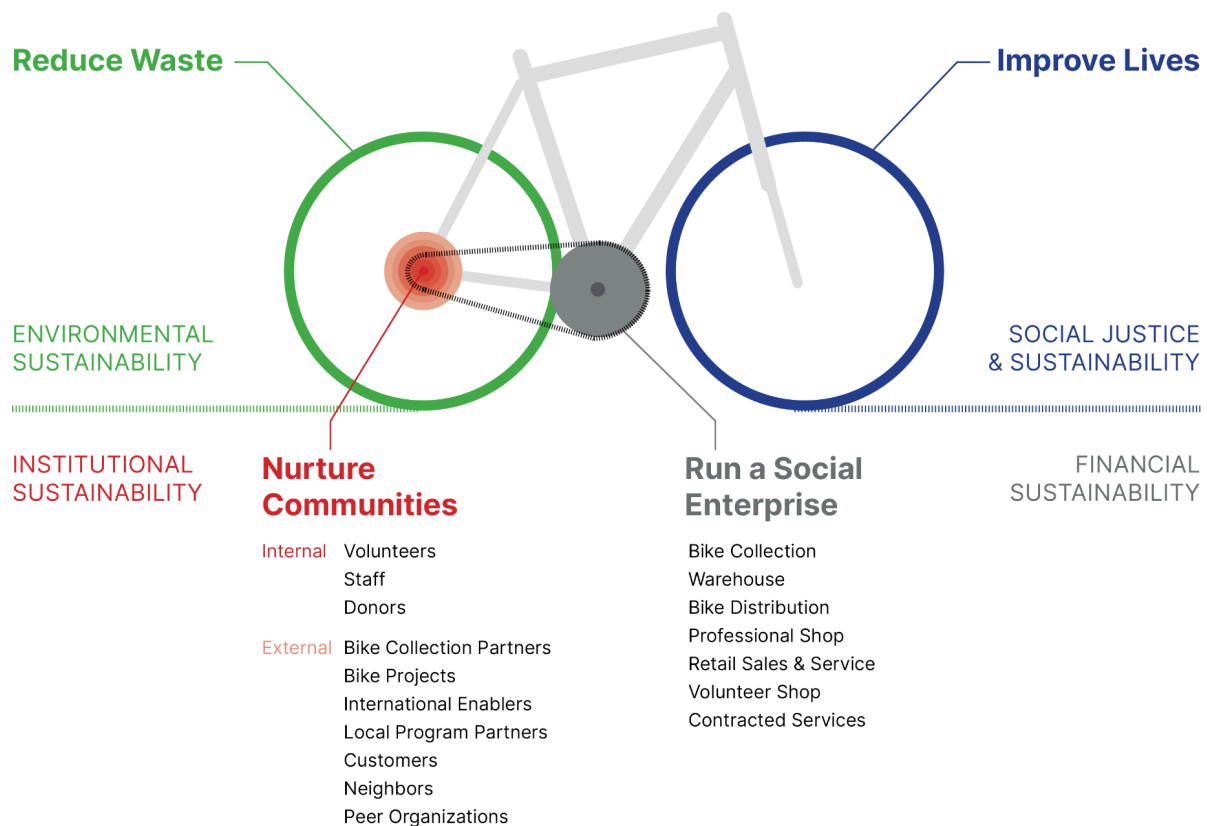 Reduce Waste
Improve Lives
ENVIRONMENTAL
SUSTAINABILITY
SOCIAL JUSTICE
& SUSTAINABILITY
INSTITUTIONAL
SUSTAINABILITY
Nurture
Communities
Internal Volunteers
Staff
Donors
External Bike Collection Partners
Bike Projects
International Enablers
Local Program Partners
Customers
Neighbors
Peer Organizations
Run a Social
Enterprise
Bike Collection
Warehouse
Bike Distribution
Professional Shop
Retail Sales & Service
Volunteer Shop
Contracted Services
FINANCIAL
SUSTAINABILITY